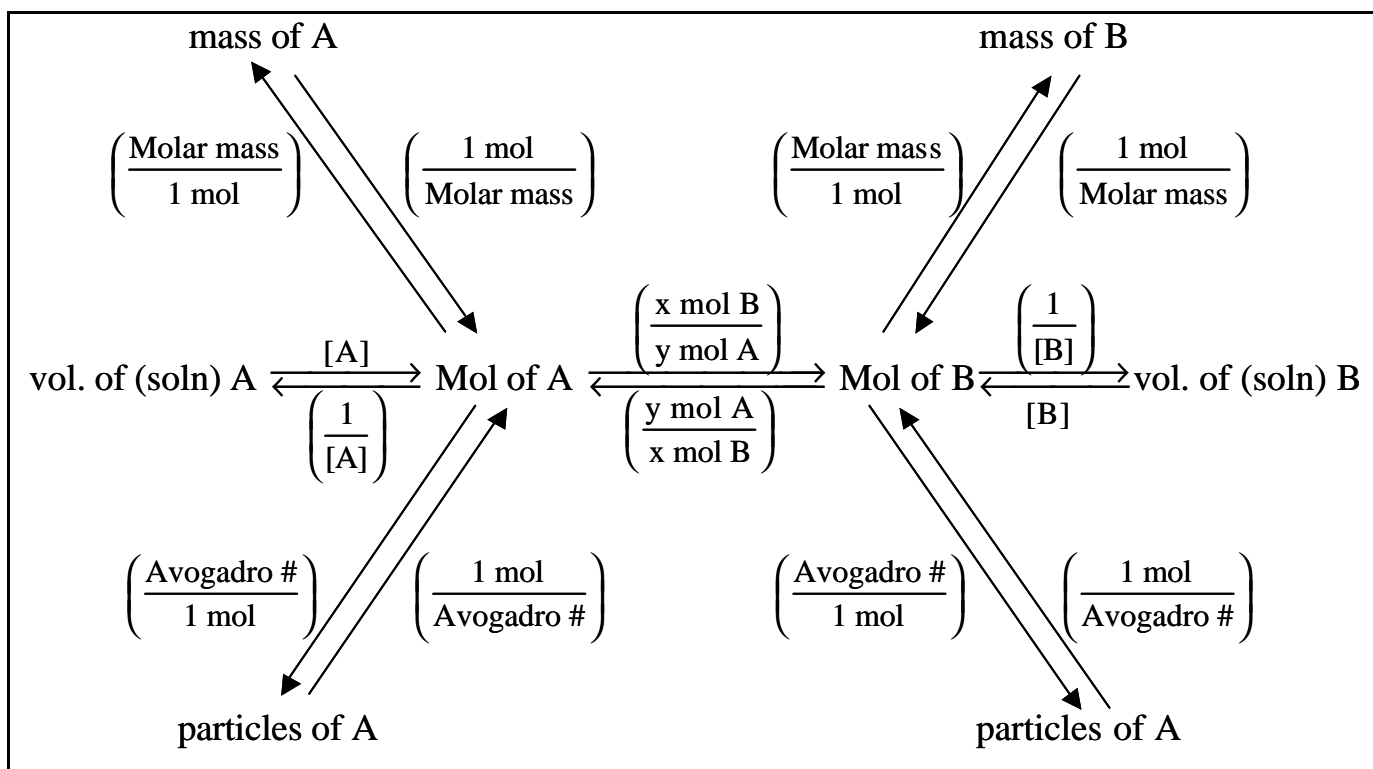 mass of A mass of B
(Molar mass / 1 mol) (1 mol / Molar mass) (Molar mass / 1 mol) (1 mol / Molar mass)
(x mol B / y mol A) (1 / [B])
vol. of (soln) A [A] Mol of A Mol of B vol. of (soln) B
(1 / [A]) (y mol A / x mol B) [B]
(Avogadro # / 1 mol) (1 mol / Avogadro #) (Avogadro # / 1 mol) (1 mol / Avogadro #)
particles of A particles of A